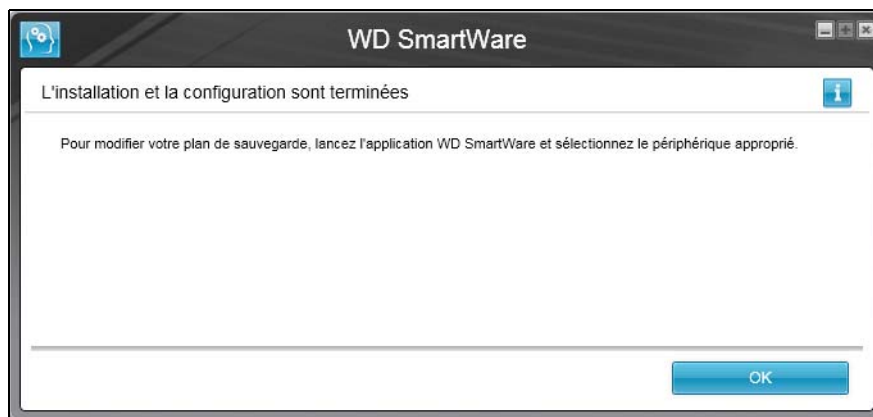 WD SmartWare
L'installation et la configuration sont terminées
Pour modifier votre plan de sauvegarde, lancez l'application WD SmartWare et sélectionnez le périphérique approprié.
OK